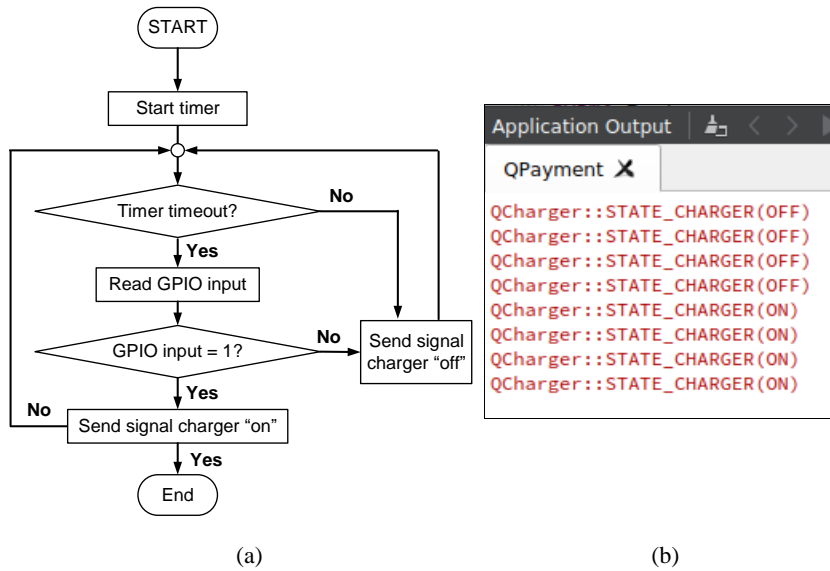 START
Start timer
Timer timeout?
No
Yes
Read GPIO input
GPIO input = 1?
No
Send signal
charger “off”
Yes
No
Send signal charger “on”
Yes
End
(a)
Application Output
QPayment
QCharger::STATE_CHARGER(OFF)
QCharger::STATE_CHARGER(OFF)
QCharger::STATE_CHARGER(OFF)
QCharger::STATE_CHARGER(OFF)
QCharger::STATE_CHARGER(ON)
QCharger::STATE_CHARGER(ON)
QCharger::STATE_CHARGER(ON)
QCharger::STATE_CHARGER(ON)
(b)